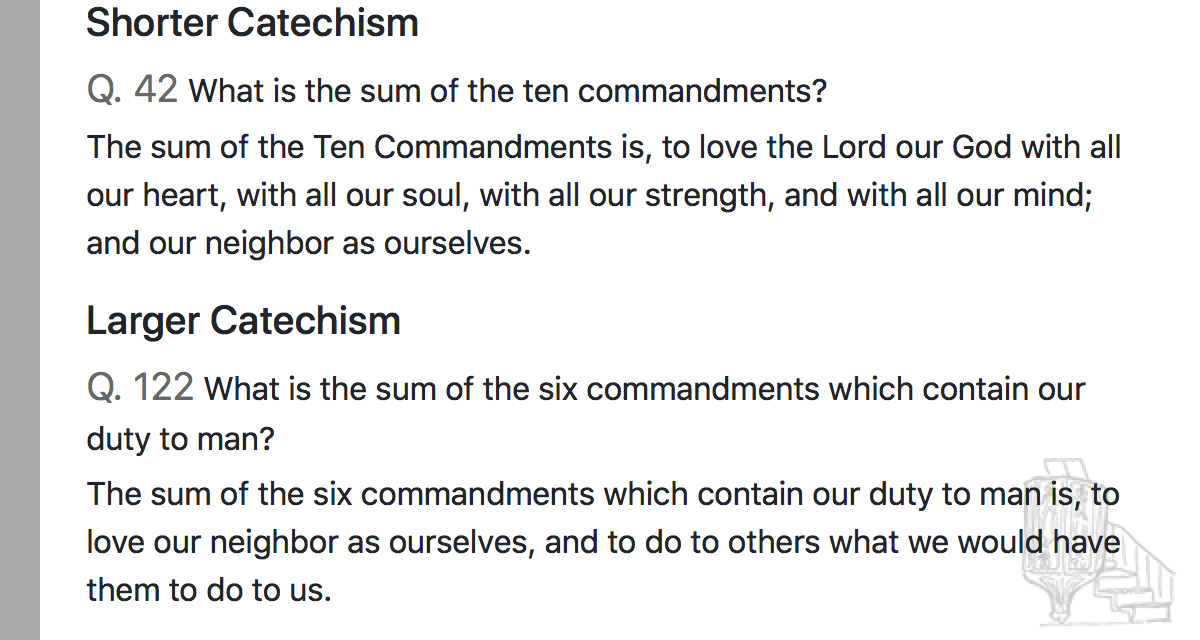 Shorter Catechism
Q. 42 What is the sum of the ten commandments?
The sum of the Ten Commandments is, to love the Lord our God with all
our heart, with all our soul, with all our strength, and with all our mind;
and our neighbor as ourselves.
Larger Catechism
Q. 122 What is the sum of the six commandments which contain our
duty to man?
The sum of the six commandments which contain our duty to man is, to
love our neighbor as ourselves, and to do to others what we would have
them to do to us.